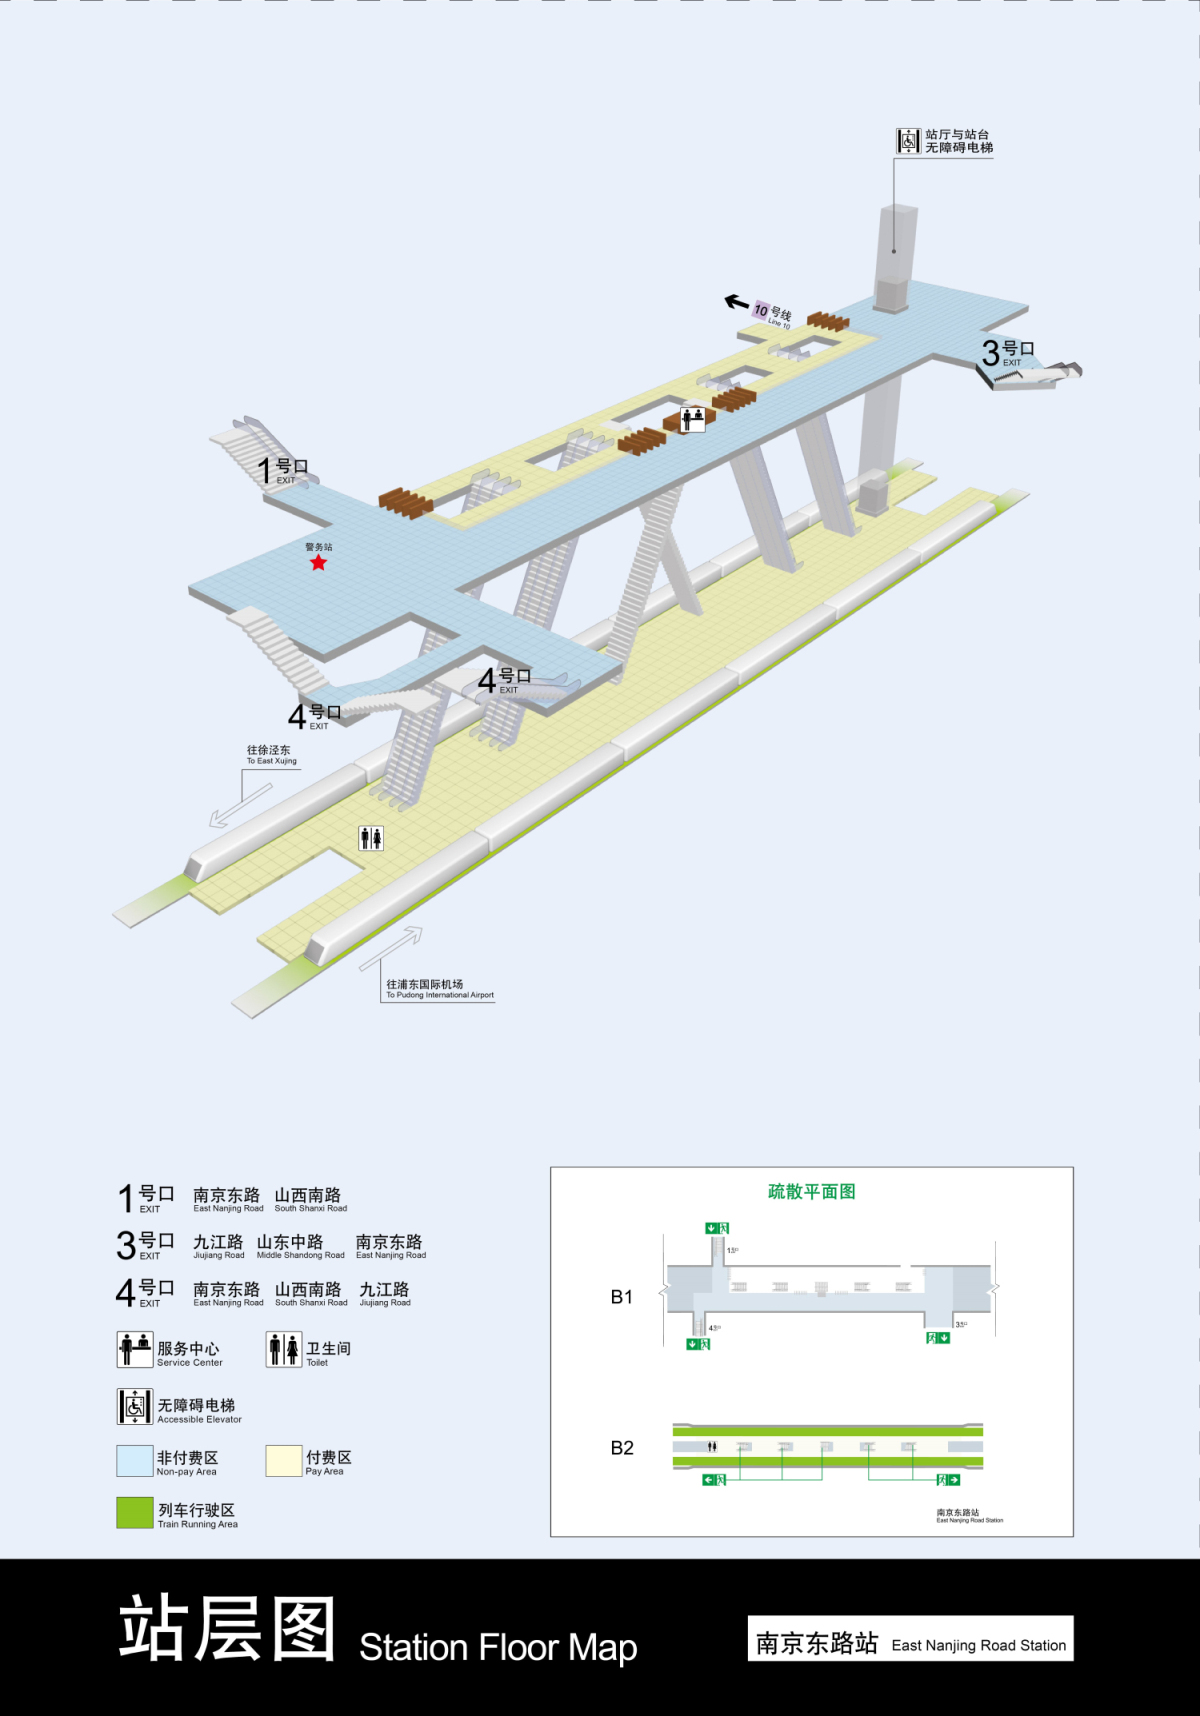 站厅与站台
无障碍电梯
10 号线
Line 10
3 号口
EXIT
1 号口
EXIT
警务站
4 号口
EXIT
4 号口
EXIT
往徐泾东
To East Xujing
往浦东国际机场
To Pudong International Airport
1 号口 南京东路 山西南路
EXIT East Nanjing Road South Shanxi Road
3 号口 九江路 山东中路 南京东路
EXIT Jiujiang Road Middle Shandong Road East Nanjing Road
4 号口 南京东路 山西南路 九江路
EXIT East Nanjing Road South Shanxi Road Jiujiang Road
服务中心 卫生间
Service Center Toilet
无障碍电梯
Accessible Elevator
非付费区 付费区
Non-pay Area Pay Area
列车行驶区
Train Running Area
疏散平面图
1号口
B1
4号口
3号口
B2
南京东路站
East Nanjing Road Station
站层图 Station Floor Map
南京东路站 East Nanjing Road Station